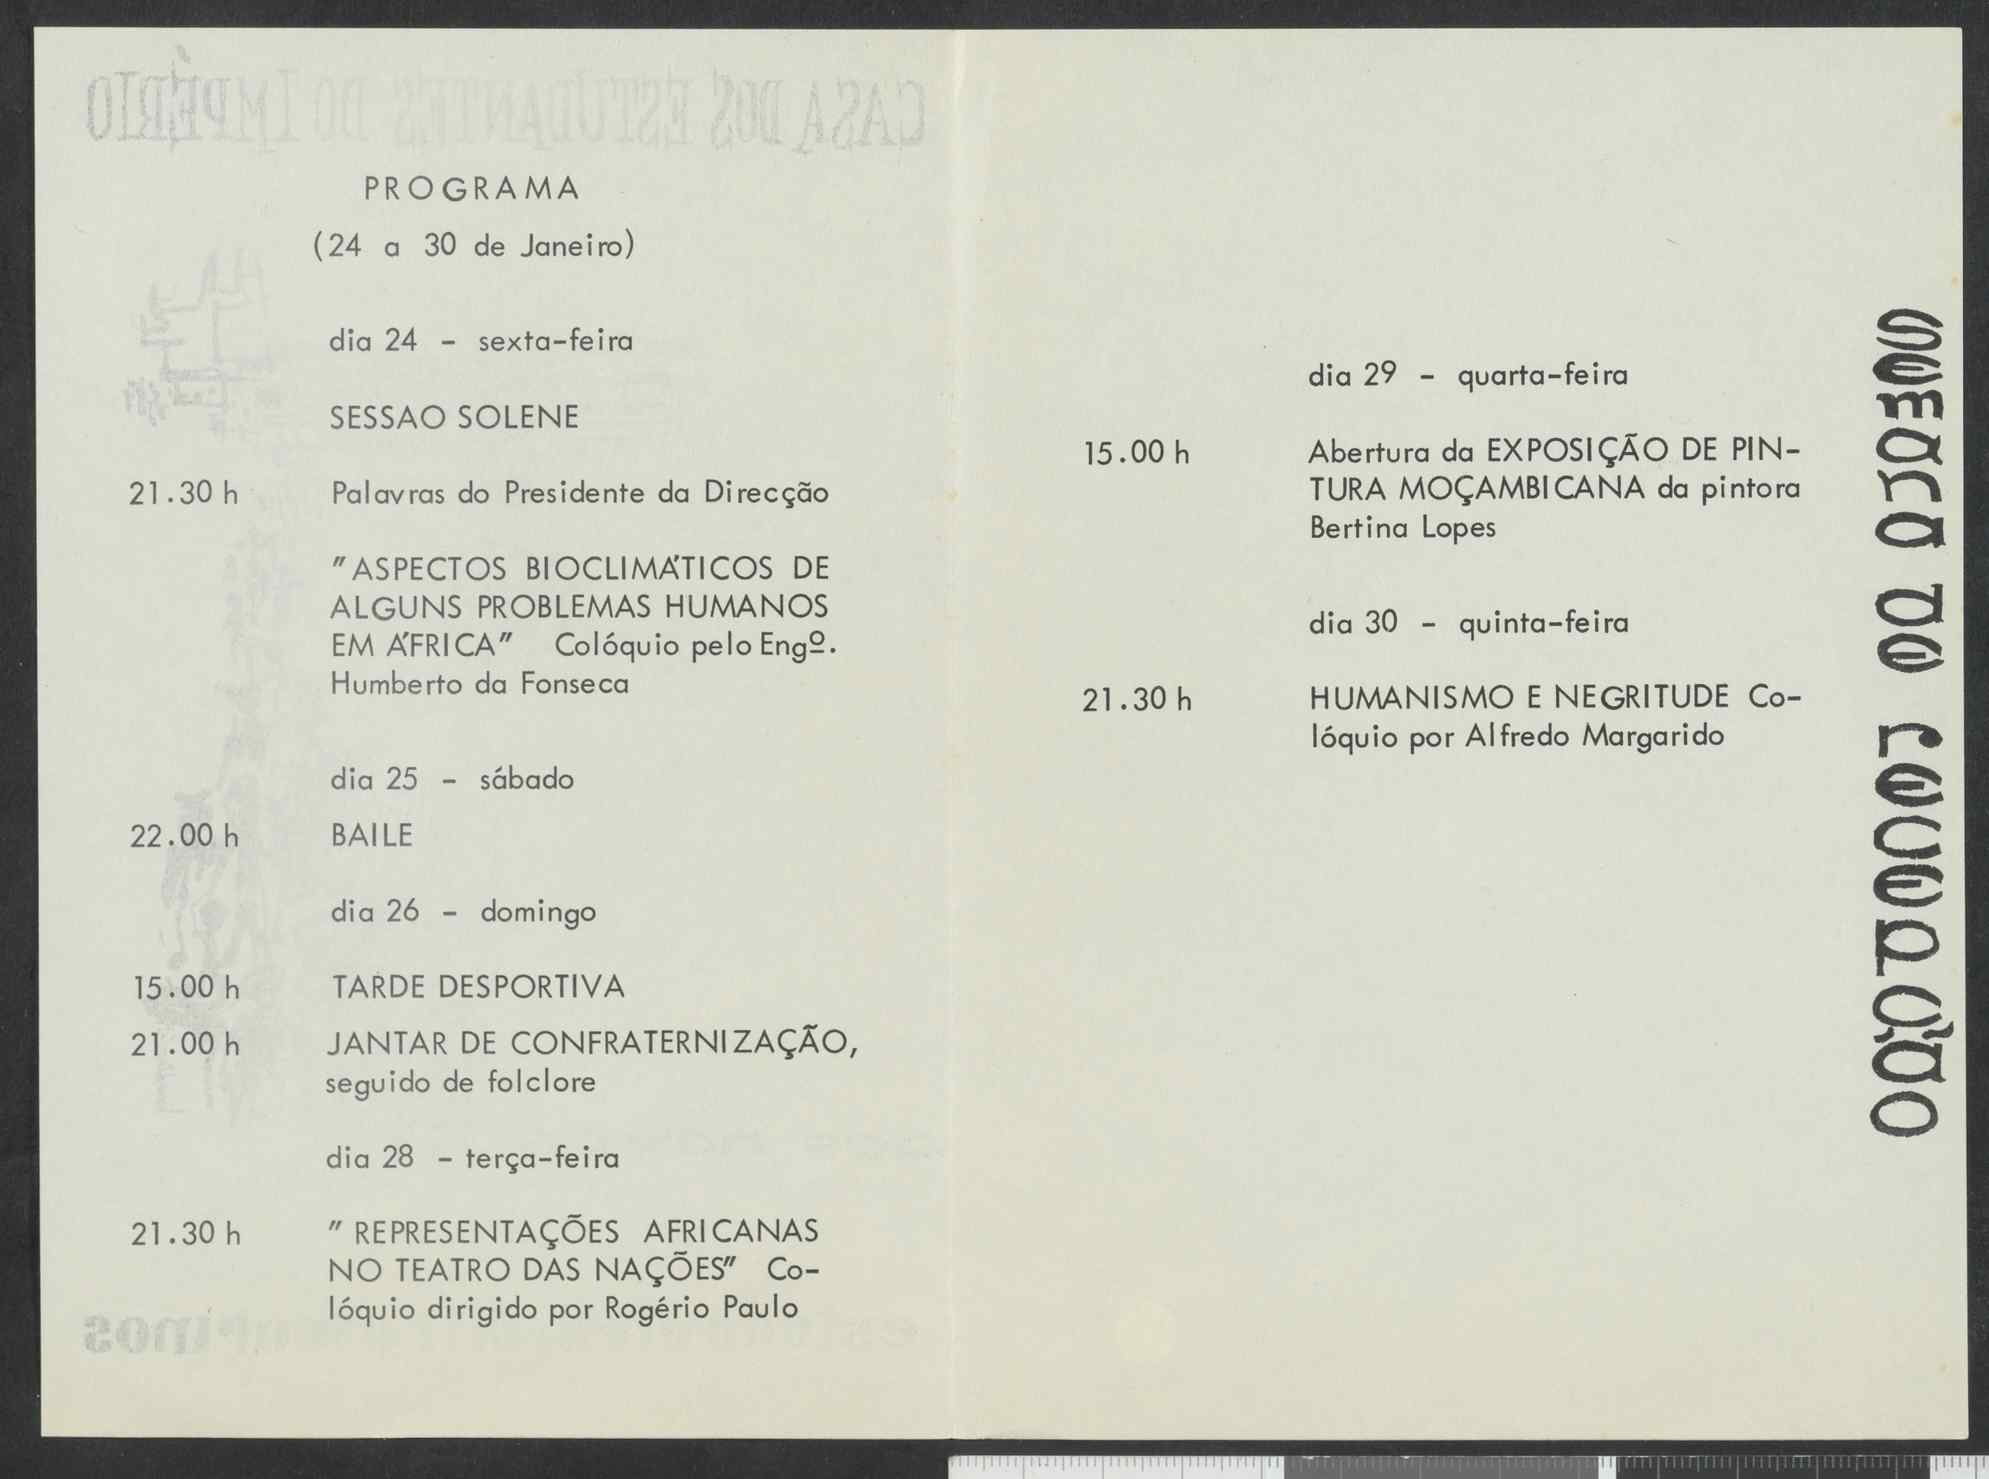 CASA DOS ESTUDANTES DO IMPÉRIO
PROGRAMA
(24 a 30 de Janeiro)
dia 24 - sexta-feira
SESSAO SOLENE
21.30 h Palavras do Presidente da Direcção
"ASPECTOS BIOCLIMÁTICOS DE
ALGUNS PROBLEMAS HUMANOS
EM ÁFRICA" Colóquio pelo Engº.
Humberto da Fonseca
dia 25 - sábado
22.00 h BAILE
dia 26 - domingo
15.00 h TARDE DESPORTIVA
21.00 h JANTAR DE CONFRATERNIZAÇÃO,
seguido de folclore
dia 28 - terça-feira
21.30 h "REPRESENTAÇÕES AFRICANAS
NO TEATRO DAS NAÇÕES" Co-
lóquio dirigido por Rogério Paulo
dia 29 - quarta-feira
15.00 h Abertura da EXPOSIÇÃO DE PIN-
TURA MOÇAMBICANA da pintora
Bertina Lopes
dia 30 - quinta-feira
21.30 h HUMANISMO E NEGRITUDE Co-
lóquio por Alfredo Margarido
semana de recepção